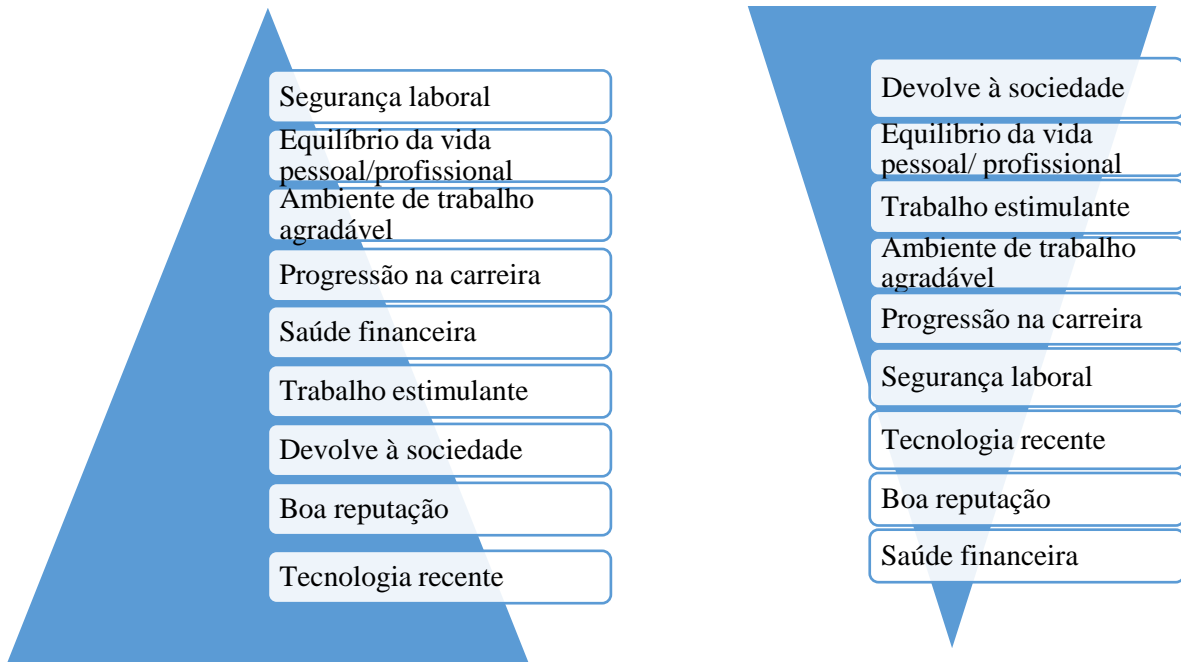 Segurança laboral
Equilíbrio da vida
pessoal/profissional
Ambiente de trabalho
agradável
Progressão na carreira
Saúde financeira
Trabalho estimulante
Devolve à sociedade
Boa reputação
Tecnologia recente
Devolve à sociedade
Equilibrio da vida
pessoal/ profissional
Trabalho estimulante
Ambiente de trabalho
agradável
Progressão na carreira
Segurança laboral
Tecnologia recente
Boa reputação
Saúde financeira